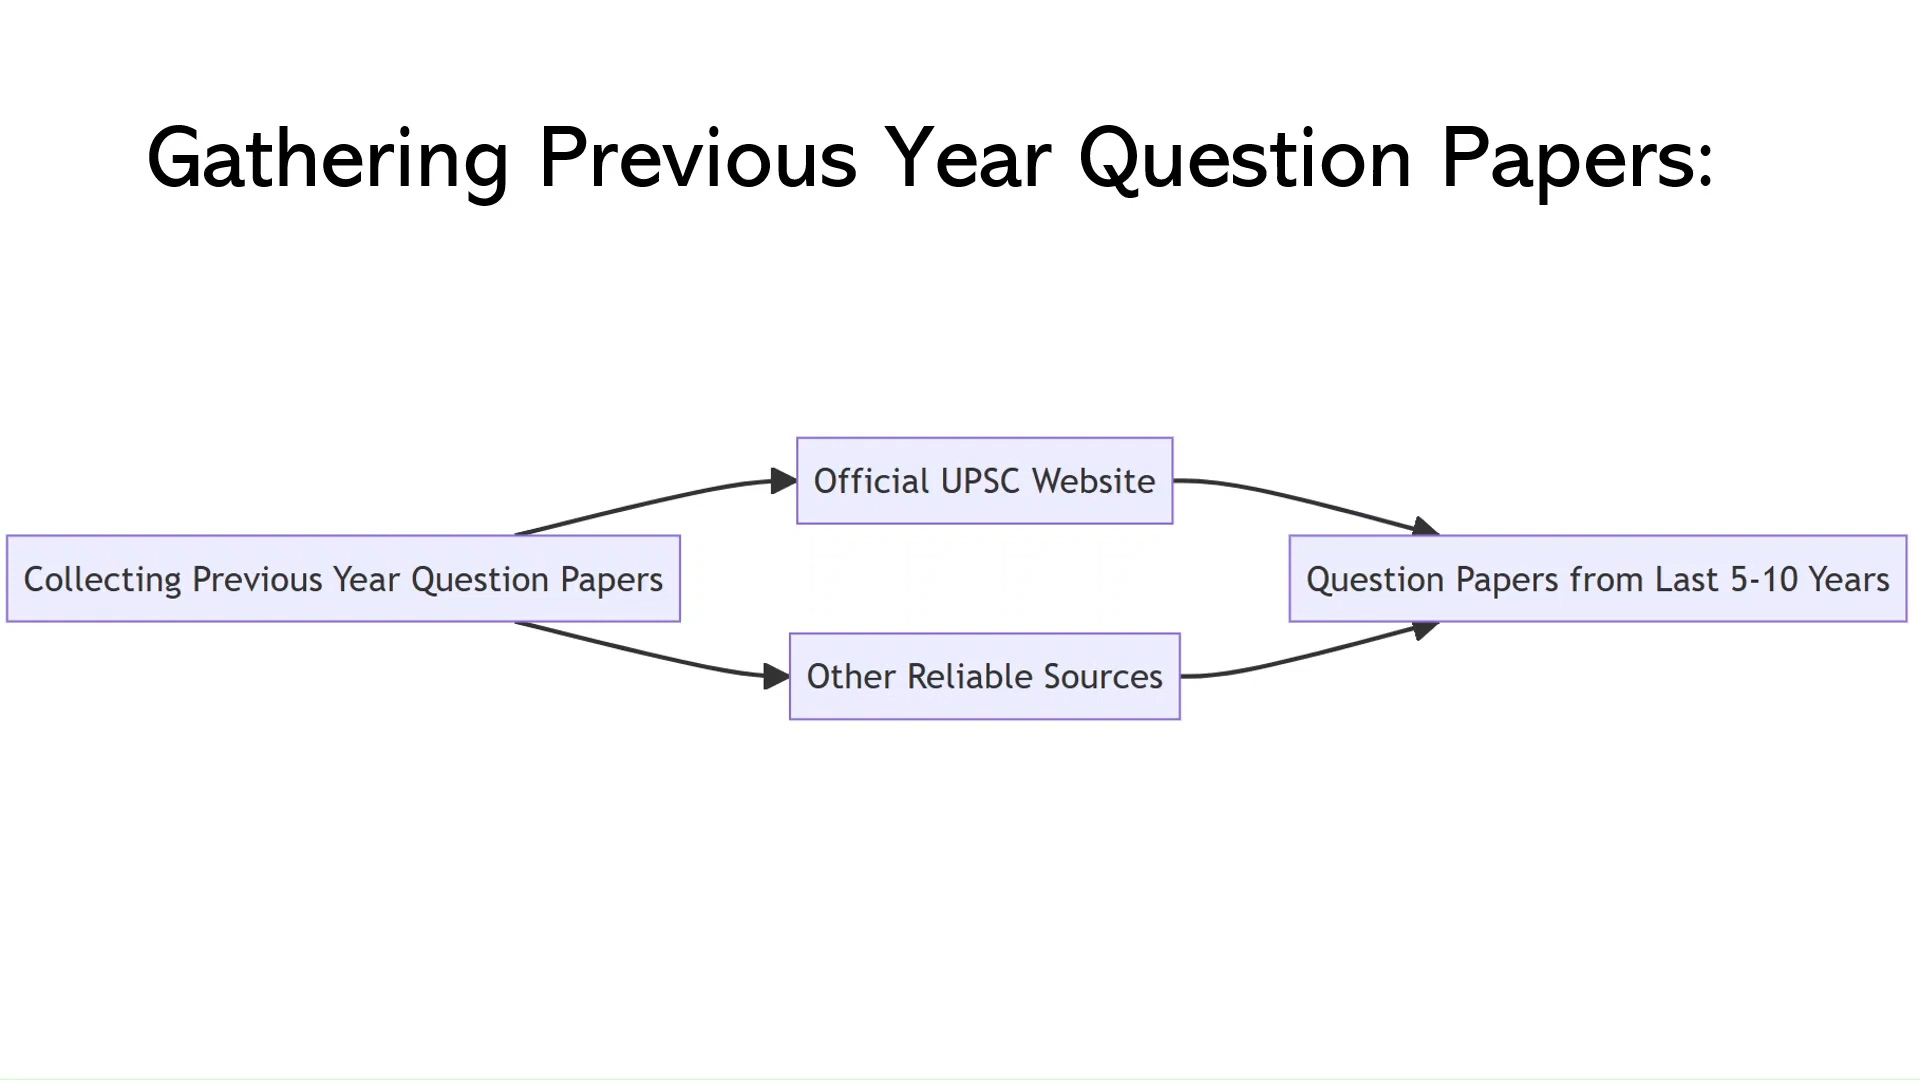 Gathering Previous Year Question Papers:
Official UPSC Website
Collecting Previous Year Question Papers
Question Papers from Last 5-10 Years
Other Reliable Sources